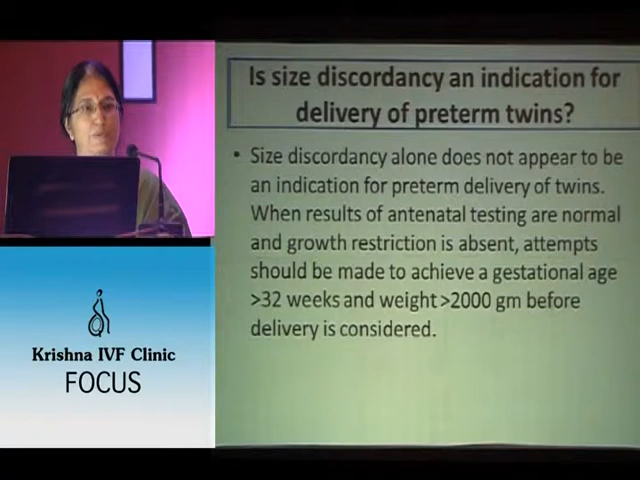 Is size discordancy an indication for
delivery of preterm twins?
• Size discordancy alone does not appear to be
an indication for preterm delivery of twins.
When results of antenatal testing are normal
and growth restriction is absent, attempts
should be made to achieve a gestational age
>32 weeks and weight >2000 gm before
delivery is considered.
Krishna IVF Clinic
FOCUS